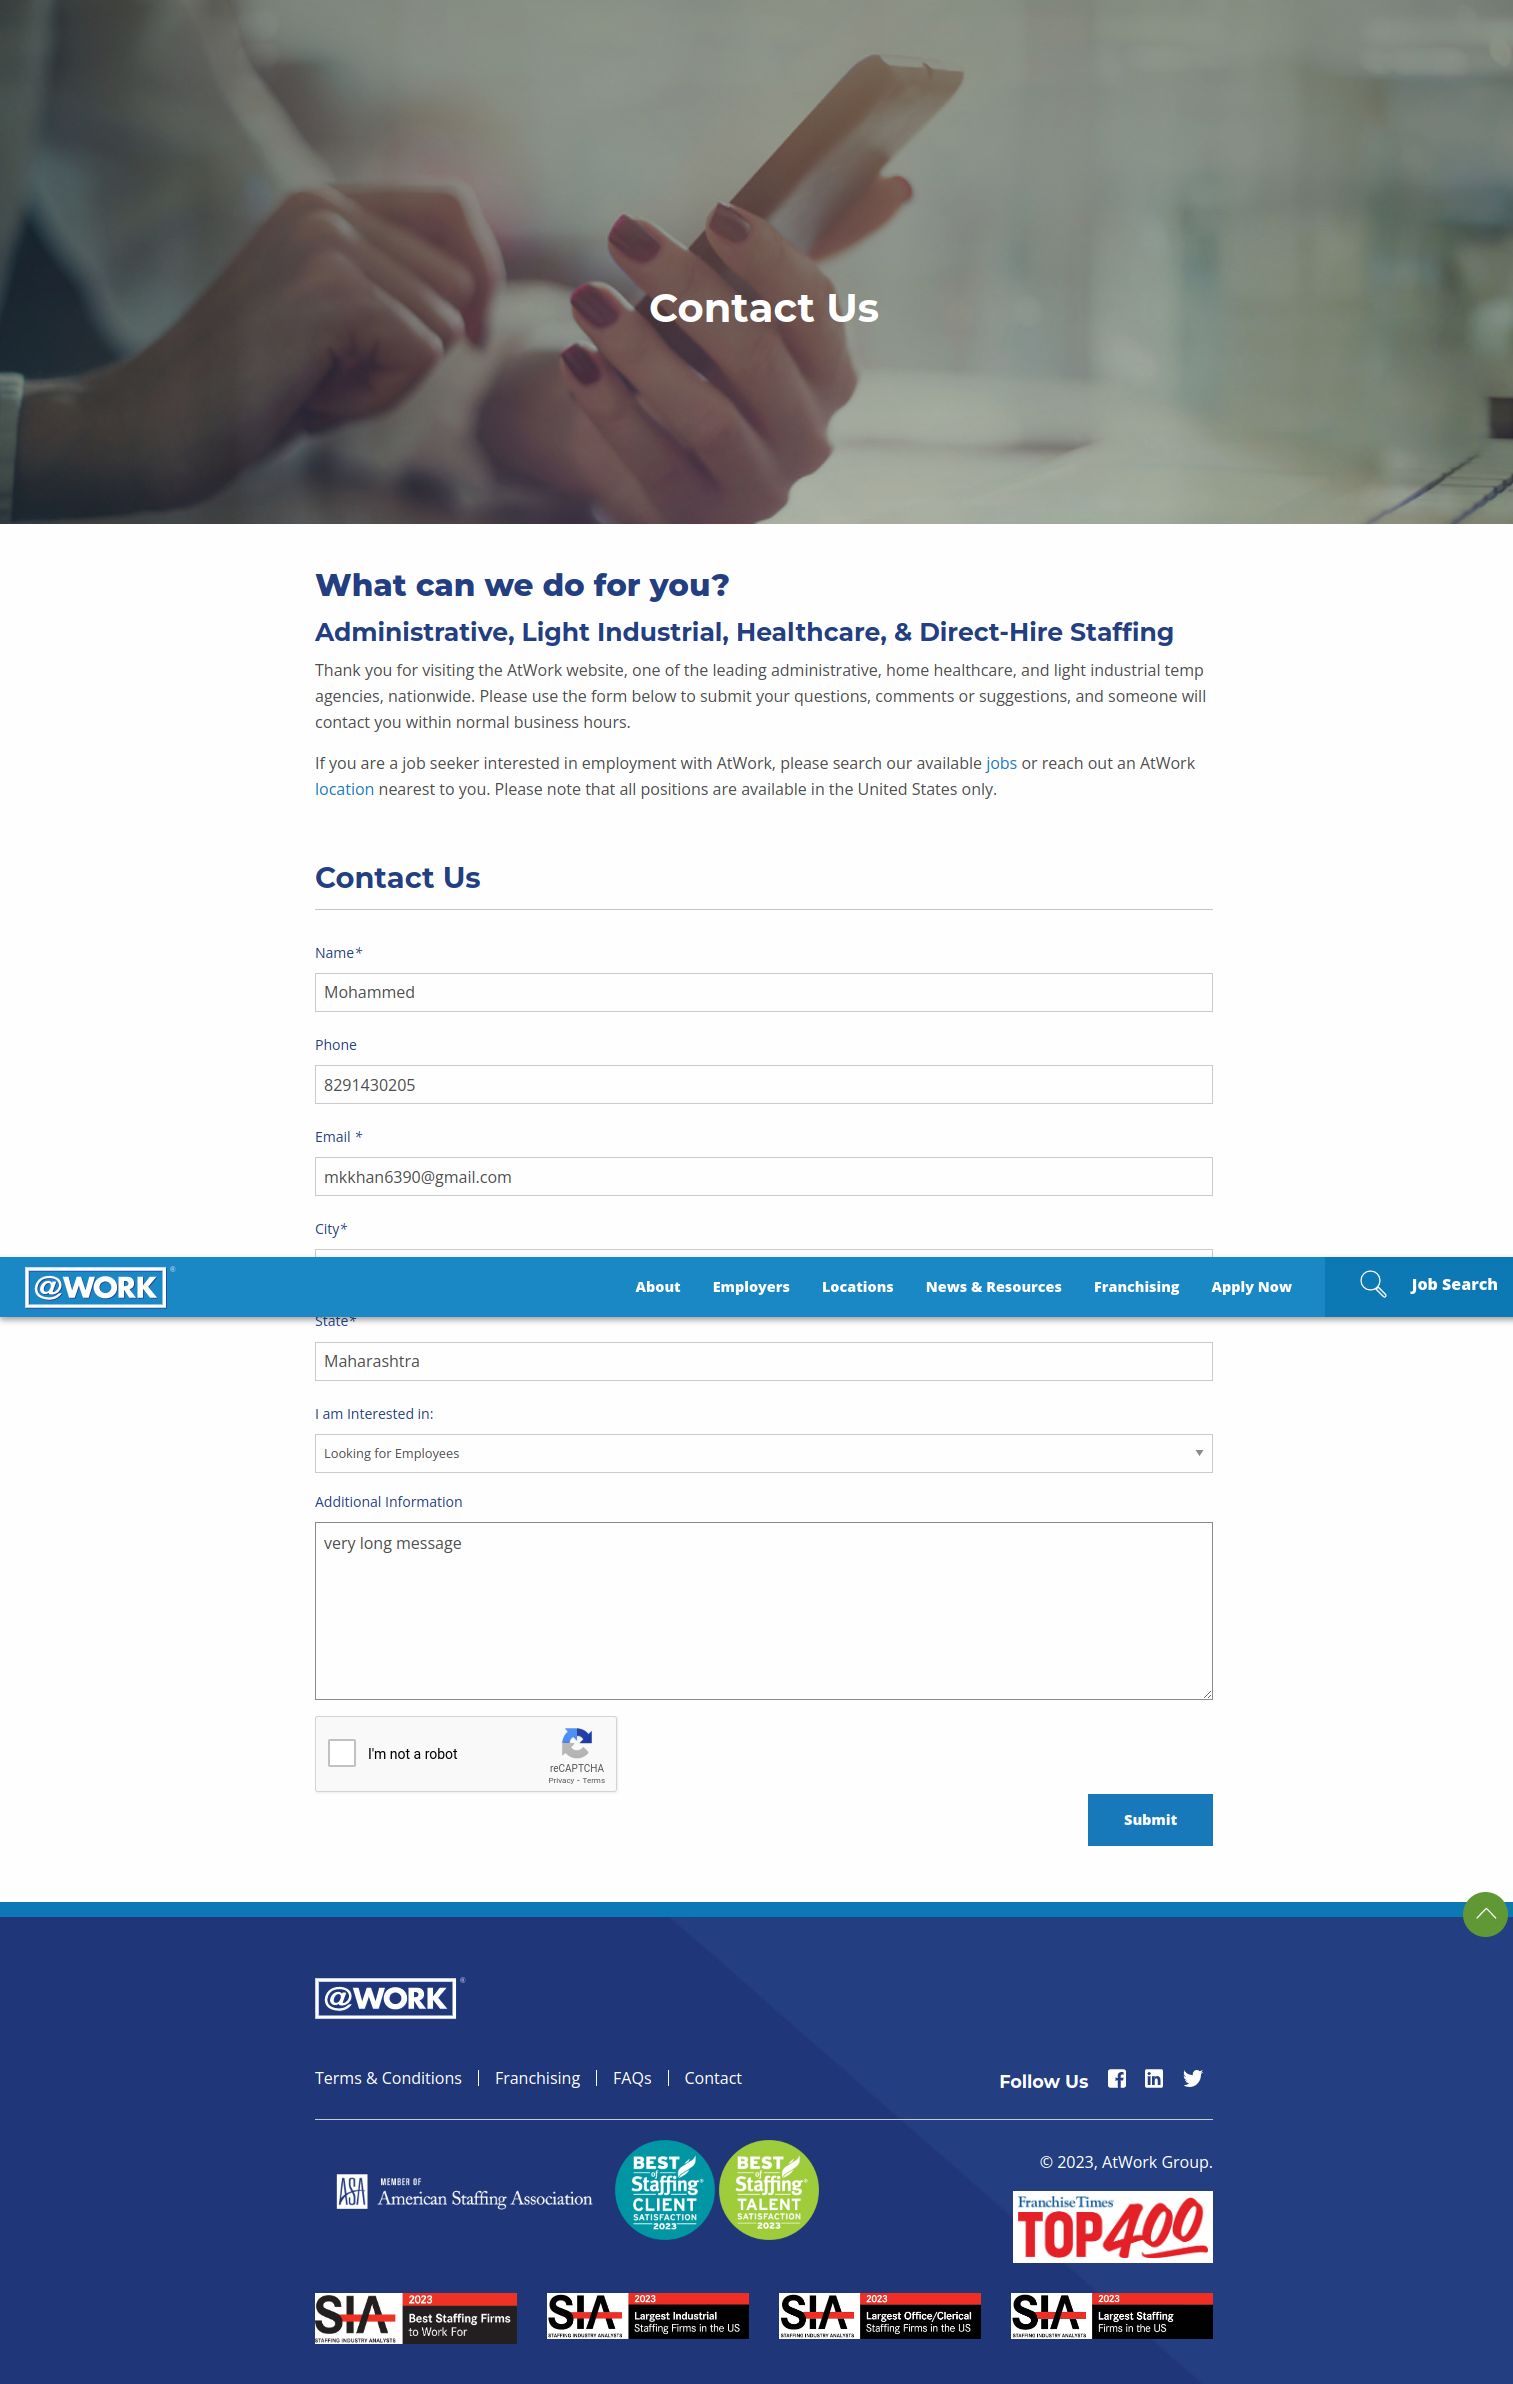 Contact Us
What can we do for you?
Administrative, Light Industrial, Healthcare, & Direct-Hire Staffing
Thank you for visiting the AtWork website, one of the leading administrative, home healthcare, and light industrial temp
agencies, nationwide. Please use the form below to submit your questions, comments or suggestions, and someone will
contact you within normal business hours.
If you are a job seeker interested in employment with AtWork, please search our available jobs or reach out an AtWork
location nearest to you. Please note that all positions are available in the United States only.
Contact Us
Name*
Mohammed
Phone
8291430205
Email *
mkkhan6390@gmail.com
City*
@WORK® About Employers Locations News & Resources Franchising Apply Now Job Search
State*
Maharashtra
I am Interested in:
Looking for Employees
Additional Information
very long message
I'm not a robot
reCAPTCHA
Privacy - Terms
Submit
@WORK®
Terms & Conditions Franchising FAQs Contact
Follow Us
ASA MEMBER OF
American Staffing Association
BEST
of
Staffing®
CLIENT
SATISFACTION
2023
BEST
of
Staffing®
TALENT
SATISFACTION
2023
© 2023, AtWork Group.
Franchise Times
TOP 400
SIA
STAFFING INDUSTRY ANALYSTS
2023
Best Staffing Firms
to Work For
SIA
STAFFING INDUSTRY ANALYSTS
2023
Largest Industrial
Staffing Firms in the US
SIA
STAFFING INDUSTRY ANALYSTS
2023
Largest Office/Clerical
Staffing Firms in the US
SIA
STAFFING INDUSTRY ANALYSTS
2023
Largest Staffing
Firms in the US